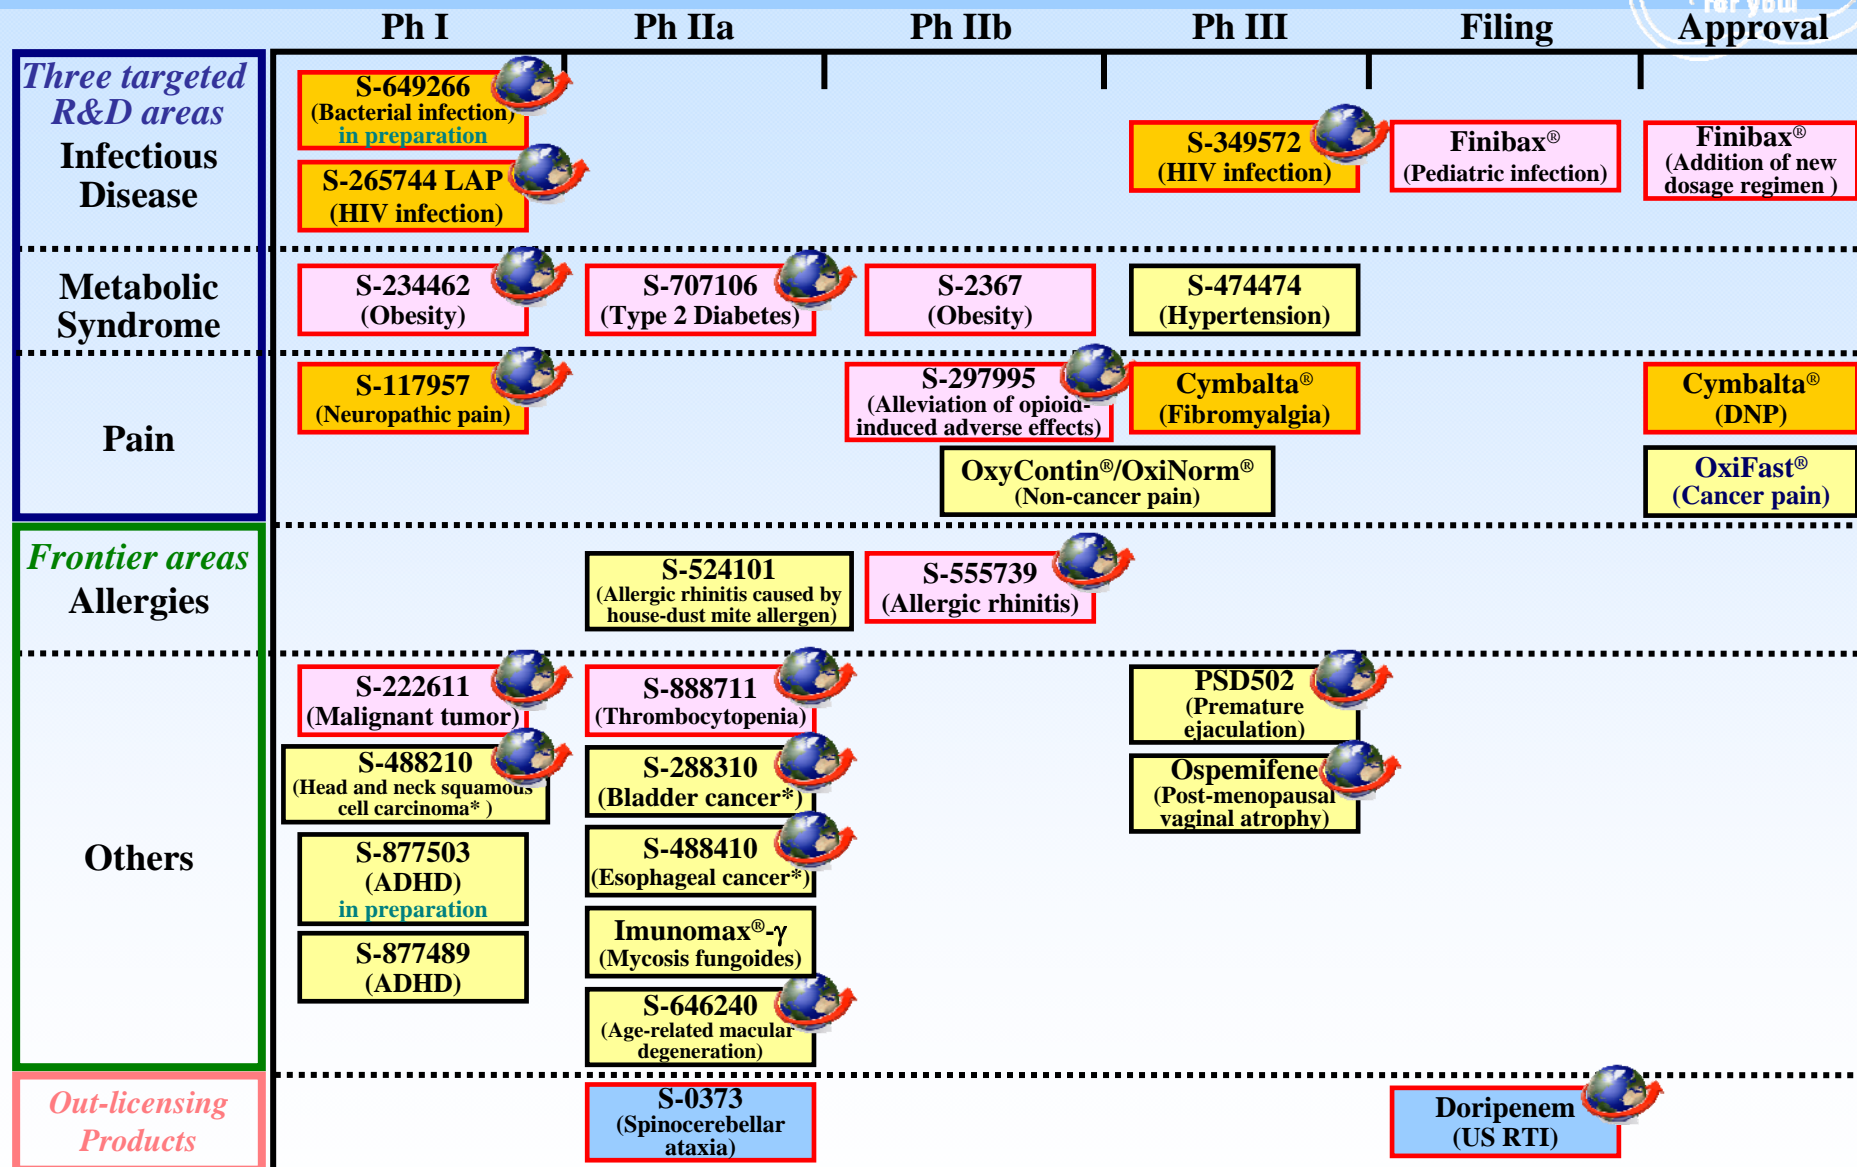 for you!
Ph I
Ph IIa
Ph IIb
Ph III
Filing
Approval
Three targeted
R&D areas
Infectious
Disease
S-649266
(Bacterial infection)
in preparation
S-265744 LAP
(HIV infection)
S-349572
(HIV infection)
Finibax®
(Pediatric infection)
Finibax®
(Addition of new
dosage regimen )
Metabolic
Syndrome
S-234462
(Obesity)
S-707106
(Type 2 Diabetes)
S-2367
(Obesity)
S-474474
(Hypertension)
Pain
S-117957
(Neuropathic pain)
S-297995
(Alleviation of opioid-
induced adverse effects)
Cymbalta®
(Fibromyalgia)
Cymbalta®
(DNP)
OxyContin®/OxiNorm®
(Non-cancer pain)
OxiFast®
(Cancer pain)
Frontier areas
Allergies
S-524101
(Allergic rhinitis caused by
house-dust mite allergen)
S-555739
(Allergic rhinitis)
Others
S-222611
(Malignant tumor)
S-888711
(Thrombocytopenia)
PSD502
(Premature
ejaculation)
S-488210
(Head and neck squamous
cell carcinoma* )
S-288310
(Bladder cancer*)
Ospemifene
(Post-menopausal
vaginal atrophy)
S-877503
(ADHD)
in preparation
S-488410
(Esophageal cancer*)
S-877489
(ADHD)
Imunomax®-γ
(Mycosis fungoides)
S-646240
(Age-related macular
degeneration)
Out-licensing
Products
S-0373
(Spinocerebellar
ataxia)
Doripenem
(US RTI)